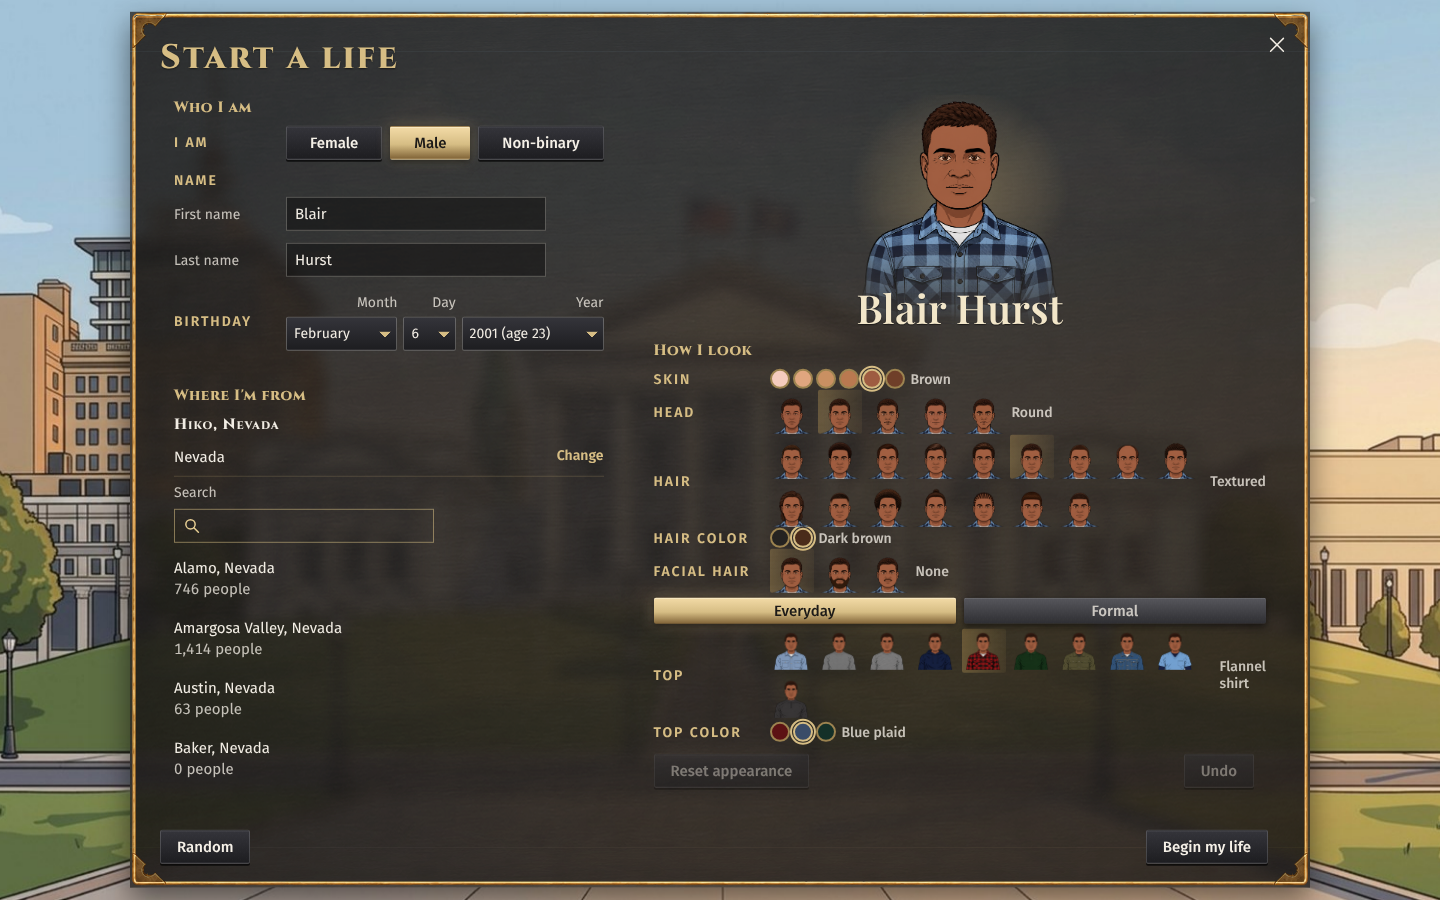 Start a life
Who I am
I AM
Female
Male
Non-binary
NAME
First name
Blair
Last name
Hurst
Month
Day
Year
BIRTHDAY
February
6
2001 (age 23)
Where I'm from
Hiko, Nevada
Nevada
Change
Search
Alamo, Nevada
746 people
Amargosa Valley, Nevada
1,414 people
Austin, Nevada
63 people
Baker, Nevada
0 people
Random
Blair Hurst
How I look
SKIN
Brown
HEAD
Round
HAIR
Textured
HAIR COLOR
Dark brown
FACIAL HAIR
None
Everyday
Formal
TOP
Flannel
shirt
TOP COLOR
Blue plaid
Reset appearance
Undo
Begin my life